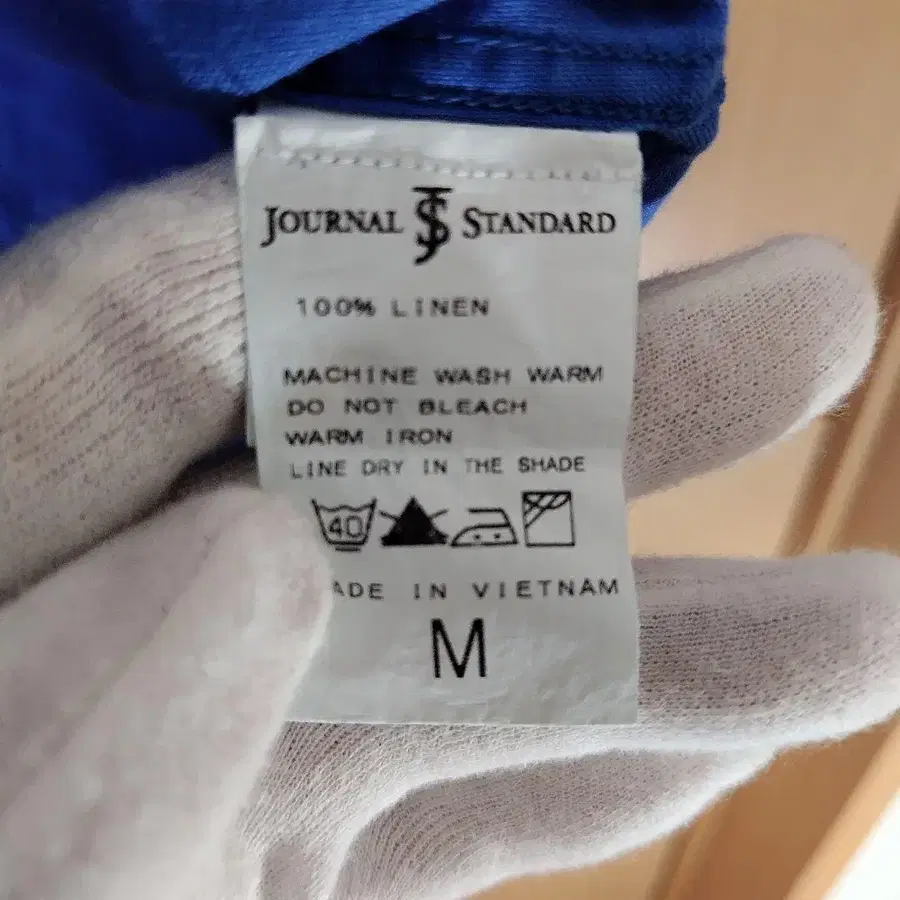 JOURNAL JS STANDARD
100% LINEN
MACHINE WASH WARM
DO NOT BLEACH
WARM IRON
LINE DRY IN THE SHADE
40
ADE IN VIETNAM
M